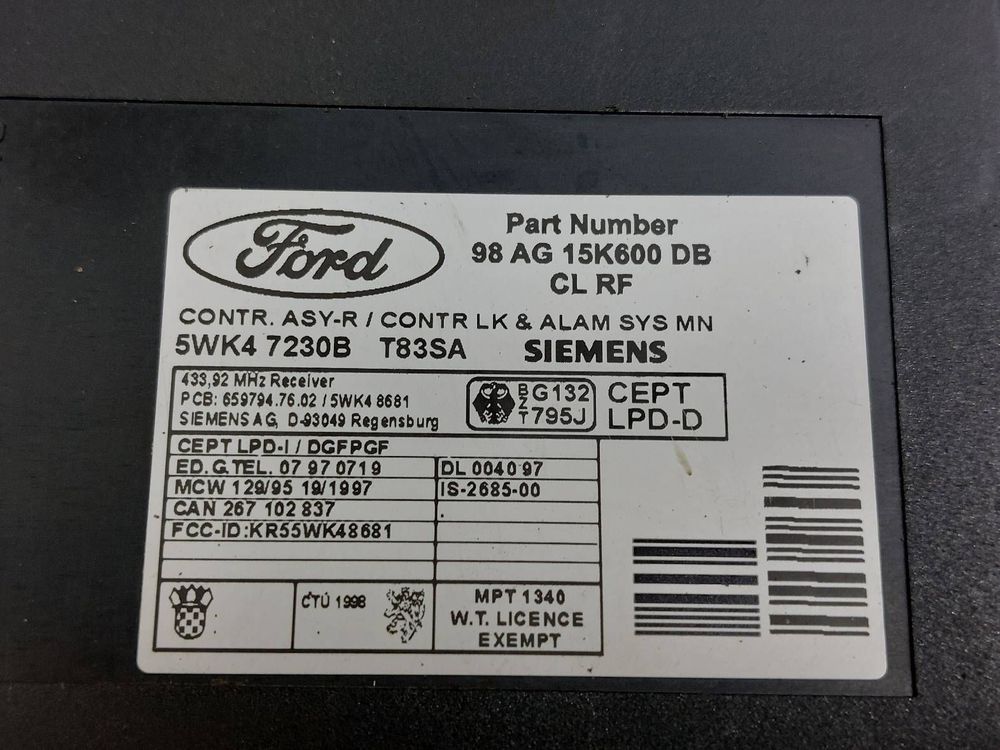 Ford
Part Number
98 AG 15K600 DB
CL RF
CONTR. ASY-R / CONTR LK & ALAM SYS MN
5WK4 7230B T83SA SIEMENS
433,92 MHz Receiver
PCB: 659794.76.02 / 5WK4 8681
SIEMENS AG, D-93049 Regensburg
BZT G132
795J
CEPT
LPD-D
CEPT LPD-I / DGFPGF
ED.G.TEL. 07 97 0719 DL 0040 97
MCW 129/95 19/1997 IS-2685-00
CAN 267 102 837
FCC-ID:KR55WK48681
ČTÚ 1998
MPT 1340
W.T. LICENCE
EXEMPT